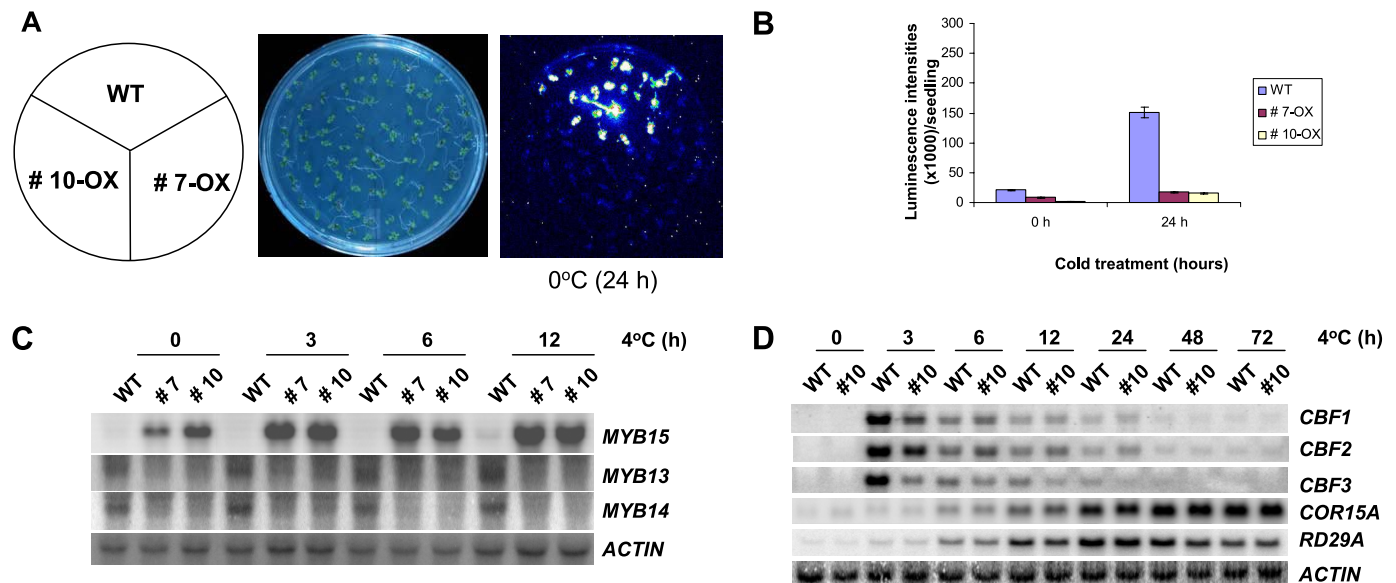 A
WT
# 10-OX
# 7-OX
0°C (24 h)
B
Luminescence intensities
(x1000)/seedling
300
250
200
150
100
50
0
0 h
24 h
Cold treatment (hours)
WT
# 7-OX
# 10-OX
C
0 3 6 12 4°C (h)
WT # 7 # 10 WT # 7 # 10 WT # 7 # 10 WT # 7 # 10
MYB15
MYB13
MYB14
ACTIN
D
0 3 6 12 24 48 72 4°C (h)
WT #10 WT #10 WT #10 WT #10 WT #10 WT #10 WT #10
CBF1
CBF2
CBF3
COR15A
RD29A
ACTIN